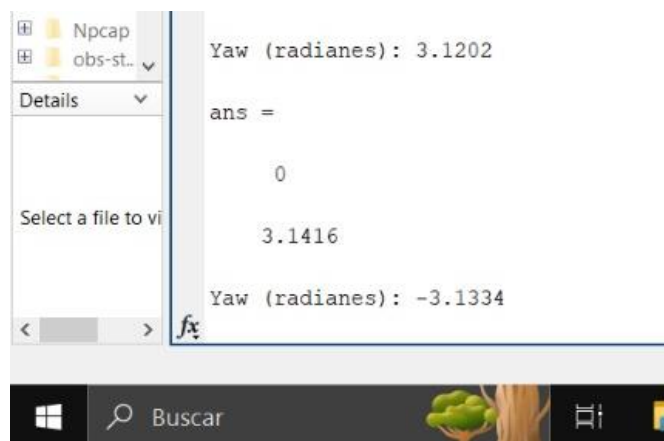 Npcap
obs-st..
Details
Select a file to vi
Yaw (radianes): 3.1202
ans =
0
3.1416
Yaw (radianes): -3.1334
fx
Buscar